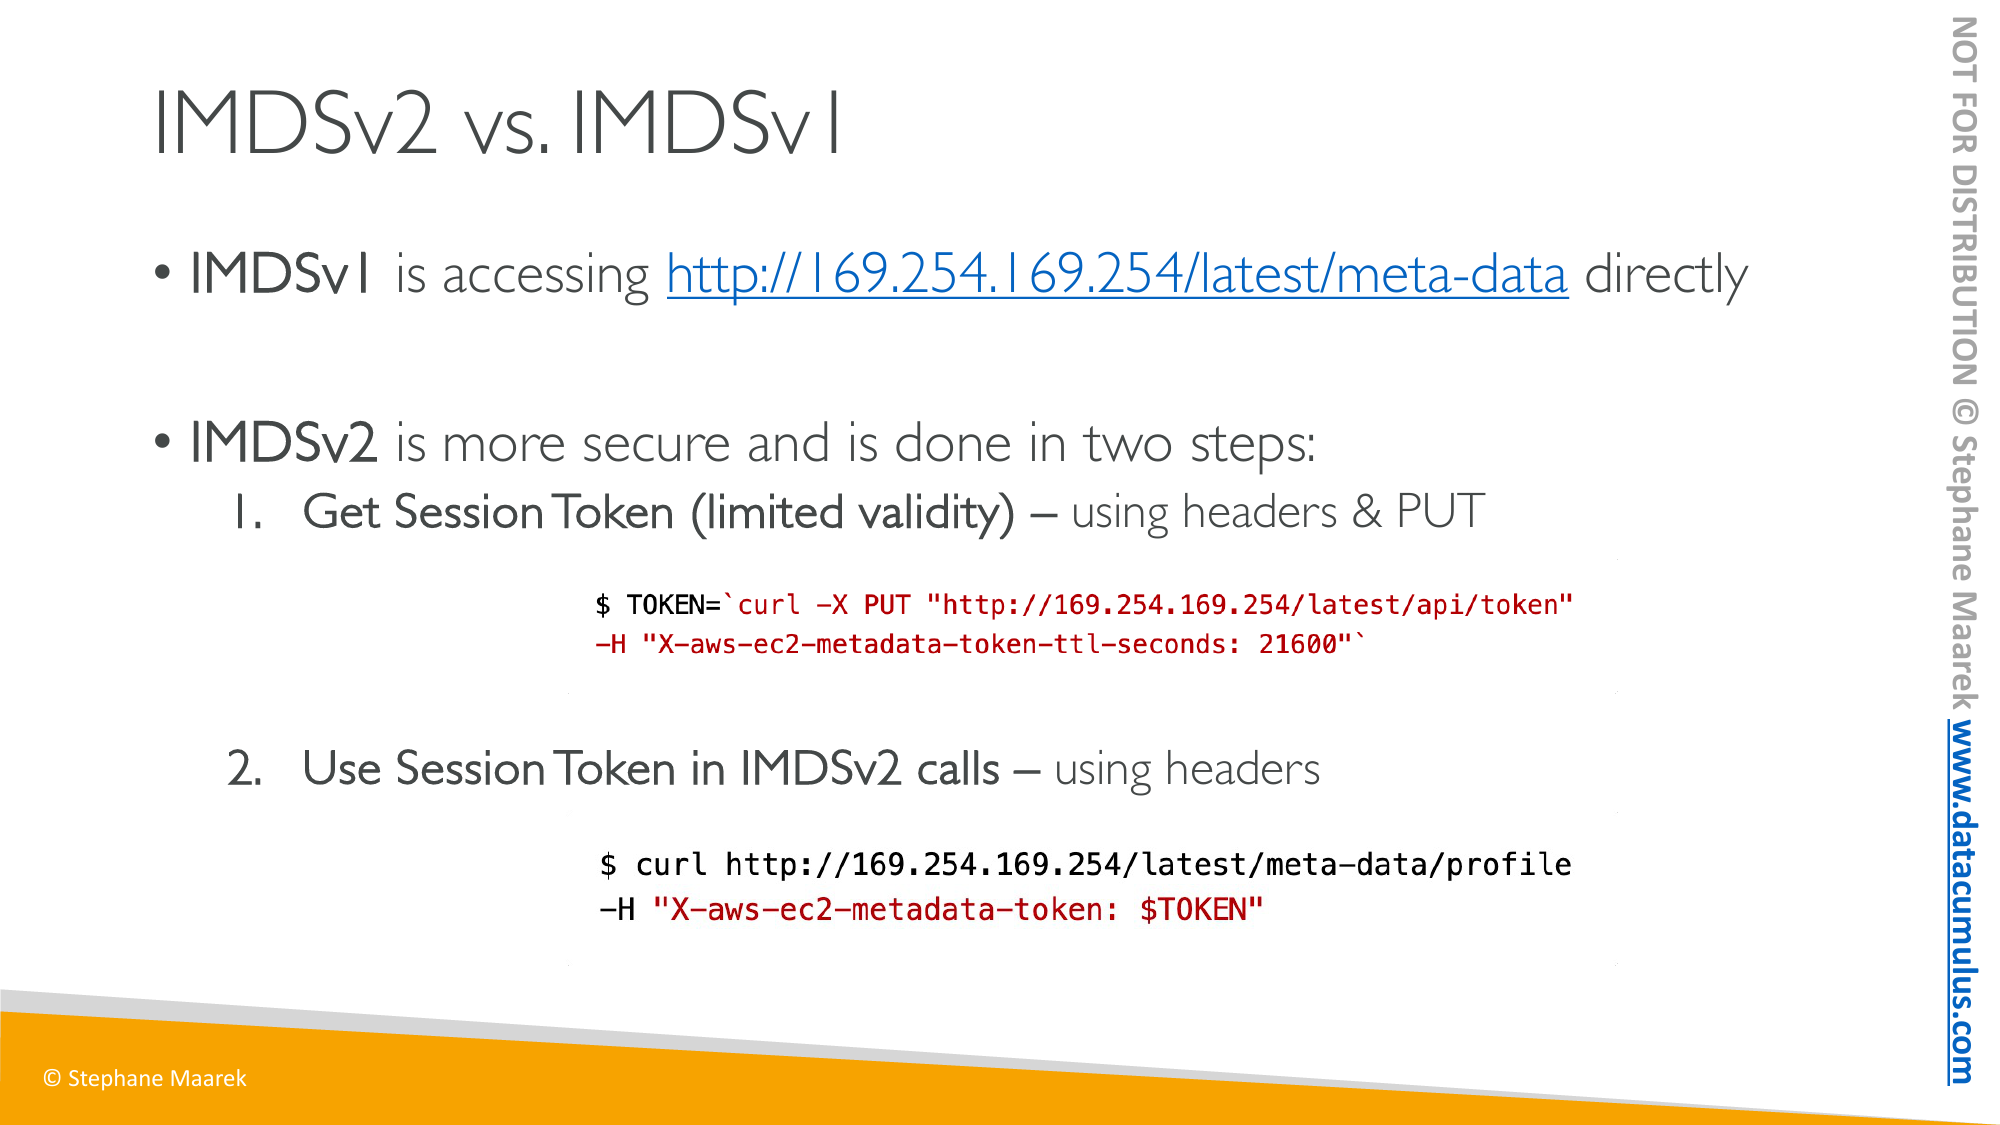 IMDSv2 vs. IMDSv1
• IMDSv1 is accessing http://169.254.169.254/latest/meta-data directly
• IMDSv2 is more secure and is done in two steps:
1. Get Session Token (limited validity) – using headers & PUT
$ TOKEN=`curl -X PUT "http://169.254.169.254/latest/api/token"
-H "X-aws-ec2-metadata-token-ttl-seconds: 21600"`
2. Use Session Token in IMDSv2 calls – using headers
$ curl http://169.254.169.254/latest/meta-data/profile
-H "X-aws-ec2-metadata-token: $TOKEN"
© Stephane Maarek
NOT FOR DISTRIBUTION © Stephane Maarek www.datacumulus.com